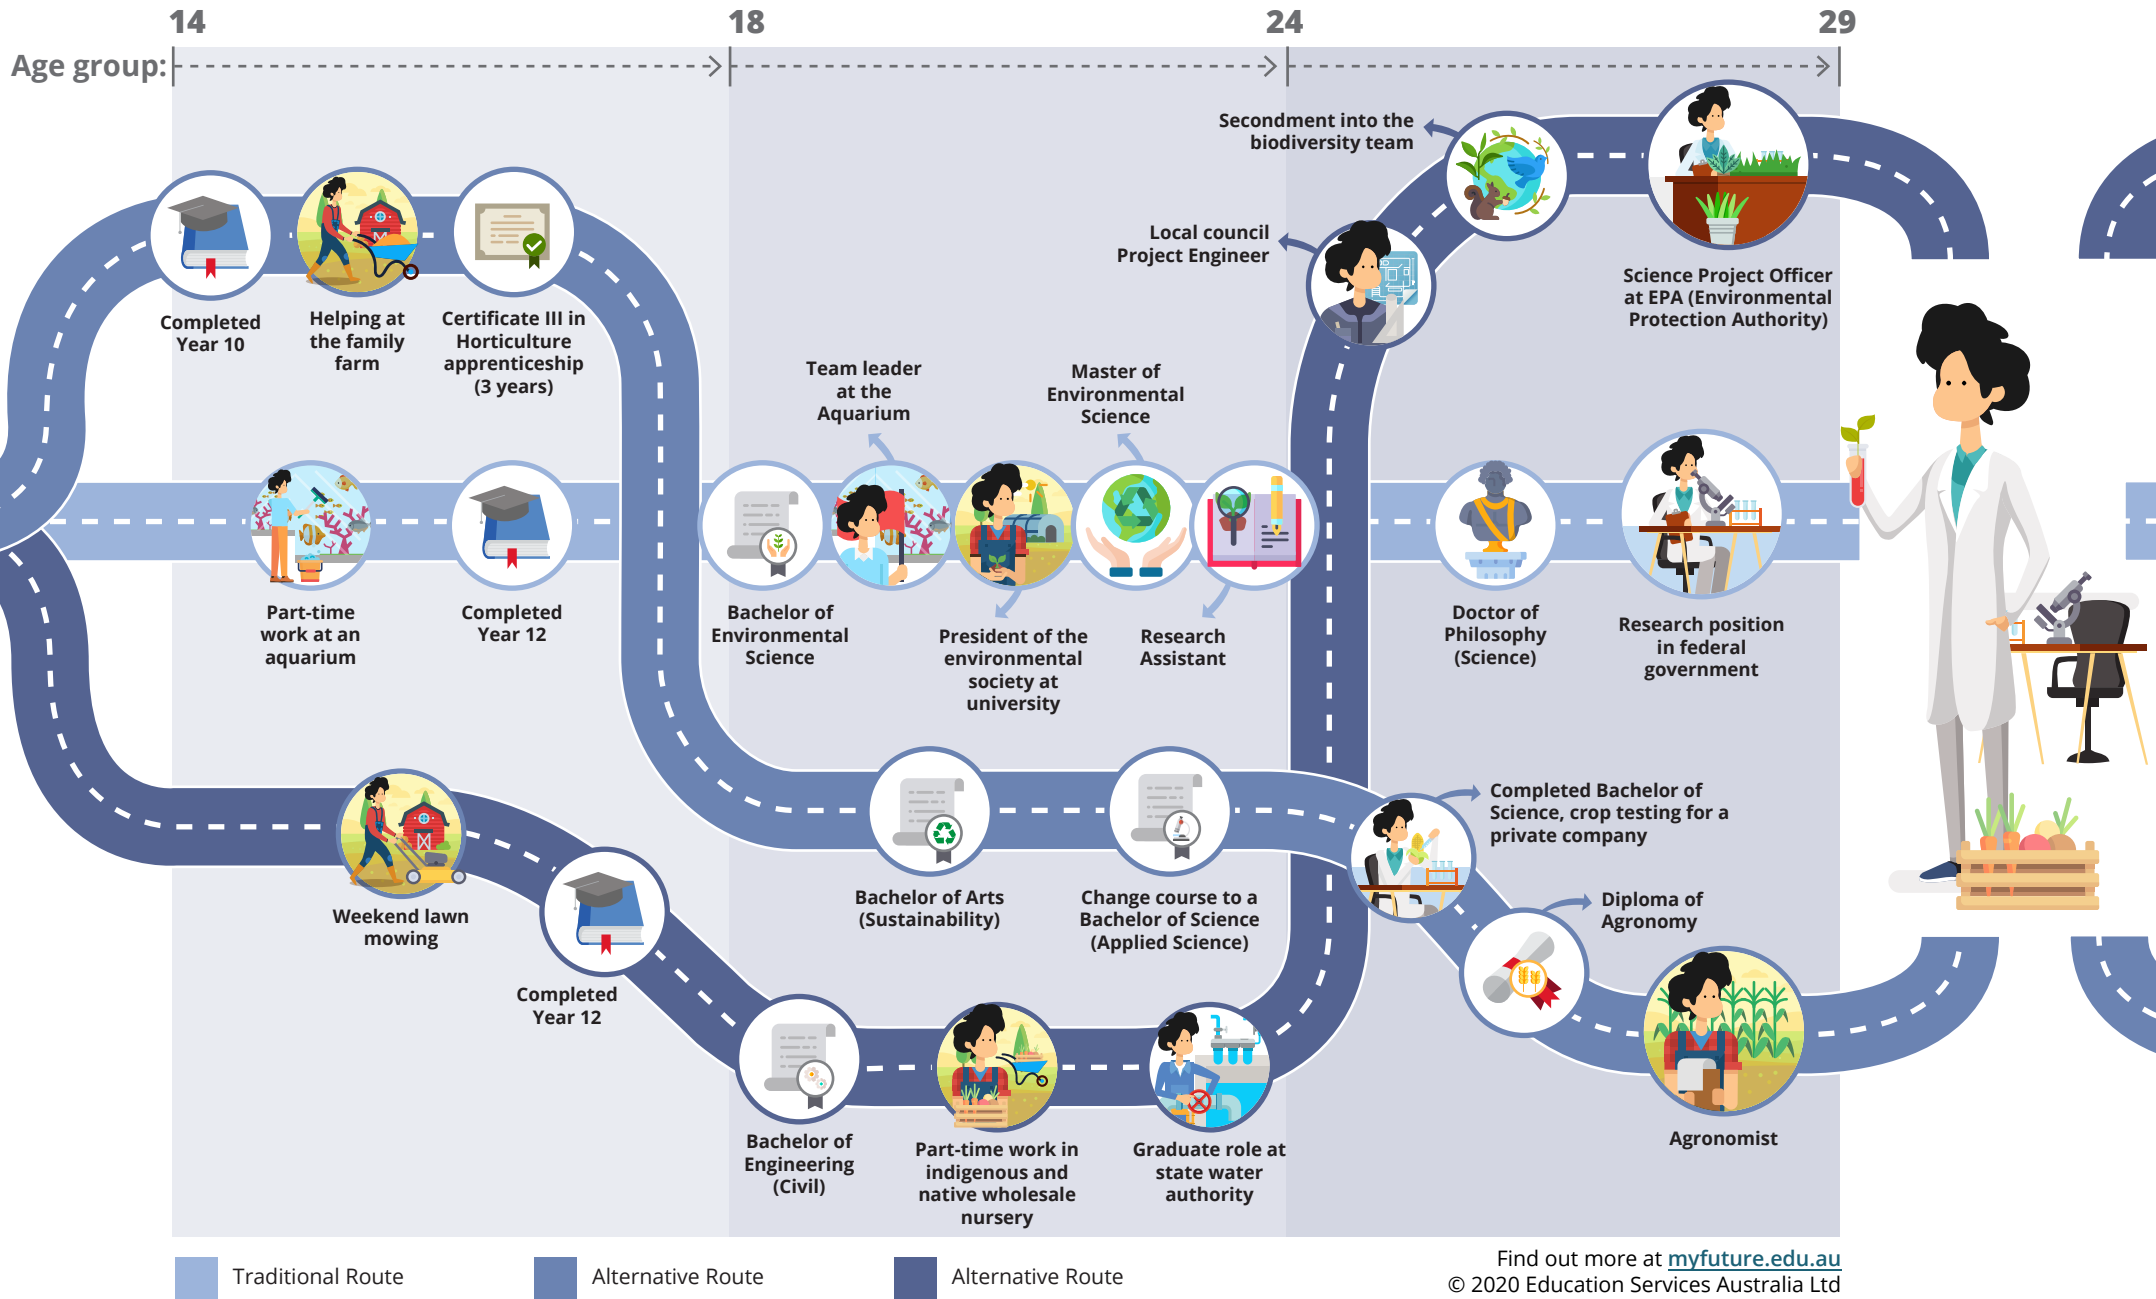 14
18
24
29
Age group:
Secondment into the
biodiversity team
Local council
Project Engineer
Science Project Officer
at EPA (Environmental
Protection Authority)
Completed
Year 10
Helping at
the family
farm
Certificate III in
Horticulture
apprenticeship
(3 years)
Team leader
at the
Aquarium
Master of
Environmental
Science
Part-time
work at an
aquarium
Completed
Year 12
Bachelor of
Environmental
Science
President of the
environmental
society at
university
Research
Assistant
Doctor of
Philosophy
(Science)
Research position
in federal
government
Completed Bachelor of
Science, crop testing for a
private company
Bachelor of Arts
(Sustainability)
Change course to a
Bachelor of Science
(Applied Science)
Diploma of
Agronomy
Weekend lawn
mowing
Completed
Year 12
Bachelor of
Engineering
(Civil)
Part-time work in
indigenous and
native wholesale
nursery
Graduate role at
state water
authority
Agronomist
Traditional Route
Alternative Route
Alternative Route
Find out more at myfuture.edu.au
© 2020 Education Services Australia Ltd